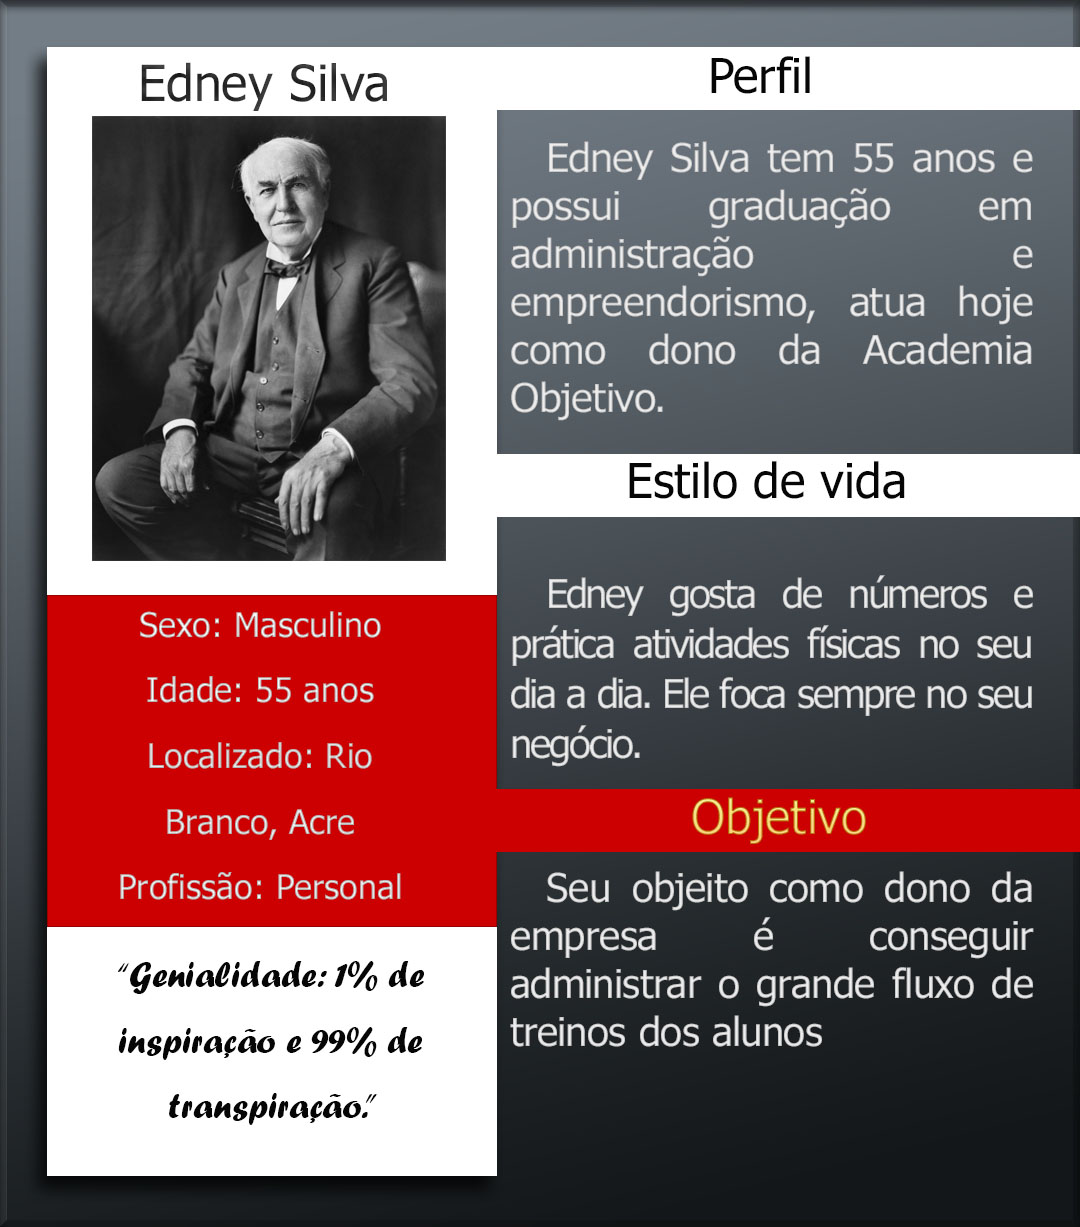 Edney Silva
Sexo: Masculino
Idade: 55 anos
Localizado: Rio
Branco, Acre
Profissão: Personal
“Genialidade: 1% de
inspiração e 99% de
transpiração.”
Perfil
Edney Silva tem 55 anos e
possui graduação em
administração e
empreendorismo, atua hoje
como dono da Academia
Objetivo.
Estilo de vida
Edney gosta de números e
prática atividades físicas no seu
dia a dia. Ele foca sempre no seu
negócio.
Objetivo
Seu objeito como dono da
empresa é conseguir
administrar o grande fluxo de
treinos dos alunos